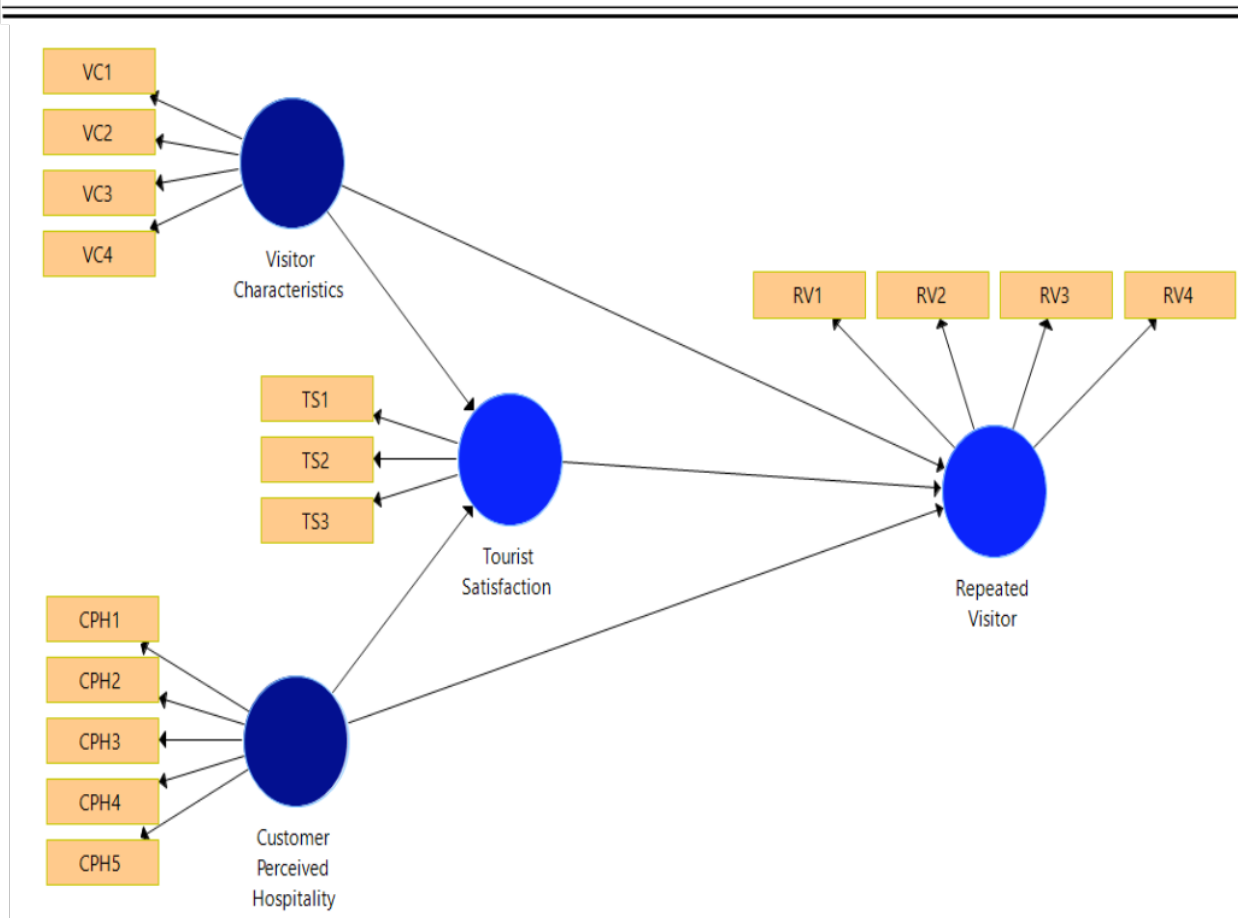 VC1
VC2
VC3
VC4
Visitor
Characteristics
RV1
RV2
RV3
RV4
TS1
TS2
TS3
Tourist
Satisfaction
Repeated
Visitor
CPH1
CPH2
CPH3
CPH4
CPH5
Customer
Perceived
Hospitality